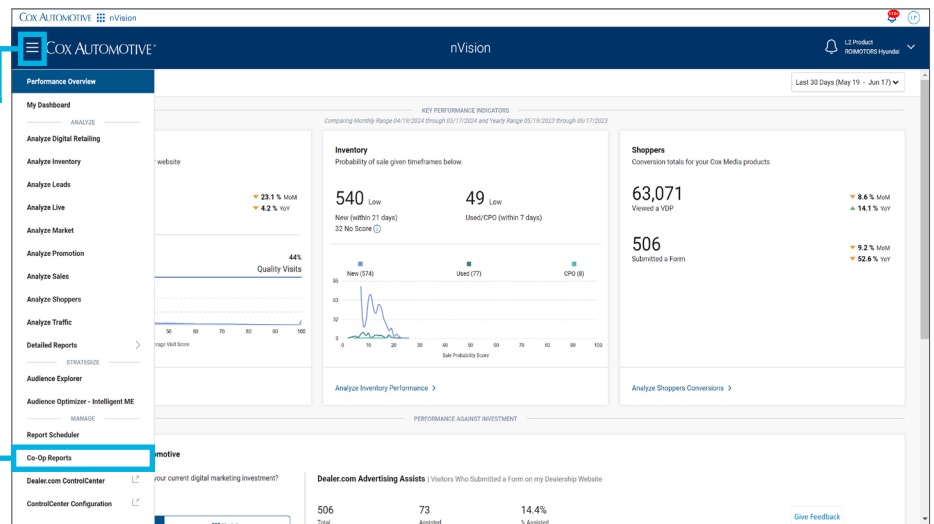 COX AUTOMOTIVE nVision
LP
COX AUTOMOTIVE
nVision
L2 Product
ROIMOTORS Hyundai
Performance Overview
Last 30 Days (May 19 - Jun 17)
My Dashboard
ANALYZE
Analyze Digital Retailing
Analyze Inventory
Analyze Leads
Analyze Live
Analyze Market
Analyze Promotion
Analyze Sales
Analyze Shoppers
Analyze Traffic
Detailed Reports
STRATEGIZE
Audience Explorer
Audience Optimizer - Intelligent ME
MANAGE
Report Scheduler
Co-Op Reports
Dealer.com ControlCenter
ControlCenter Configuration
KEY PERFORMANCE INDICATORS
Comparing Monthly Range 04/19/2024 through 05/17/2024 and Yearly Range 05/19/2023 through 06/17/2023
website
23.1 % MoM
4.2 % YoY
44%
Quality Visits
50 60 70 80 90 100
Visit Score
Inventory
Probability of sale given timeframes below.
540 Low
New (within 21 days)
32 No Score
49 Low
Used/CPO (within 7 days)
New (574) Used (77) CPO (8)
95
63
32
0
0 10 20 30 40 50 60 70 80 90 100
Sale Probability Score
Analyze Inventory Performance >
Shoppers
Conversion totals for your Cox Media products
63,071
Viewed a VDP
8.6 % MoM
14.1 % YoY
506
Submitted a Form
9.2 % MoM
52.6 % YoY
Analyze Shoppers Conversions >
PERFORMANCE AGAINST INVESTMENT
your current digital marketing investment?
Dealer.com Advertising Assists | Visitors Who Submitted a Form on my Dealership Website
506
Total
73
Assisted
14.4%
% Assisted
Give Feedback